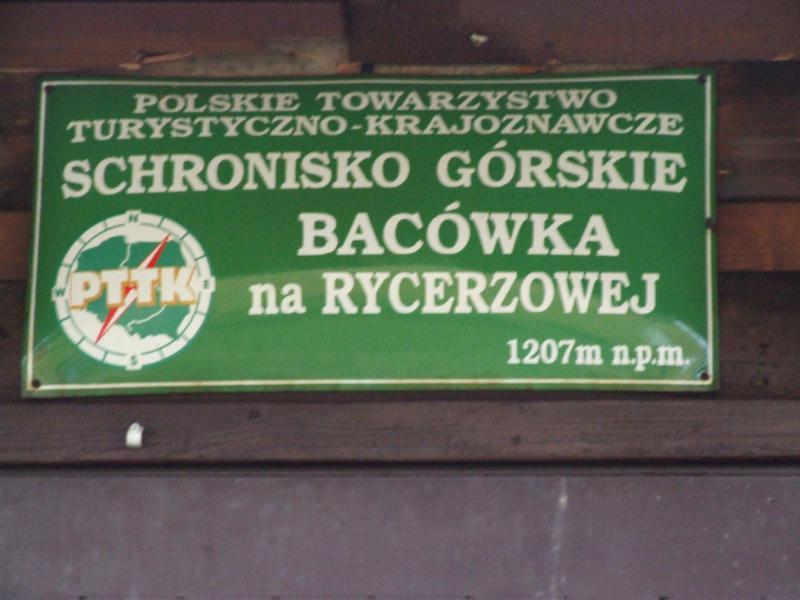 POLSKIE TOWARZYSTWO
TURYSTYCZNO-KRAJOZNAWCZE
SCHRONISKO GÓRSKIE
BACÓWKA
na RYCERZOWEJ
1207m n.p.m.
N
W PTTK E
S